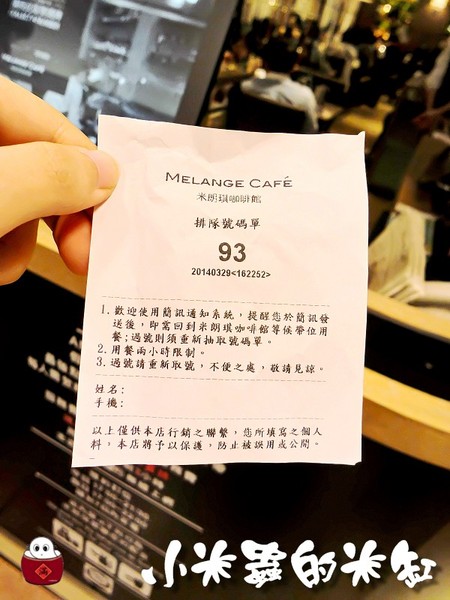 MELANGE CAFÉ
米朗琪咖啡館
排隊號碼單
93
20140329<162252>
1. 歡迎使用簡訊通知系統，提醒您於簡訊發
送後，即需回到米朗琪咖啡館等候帶位用
餐;過號則須重新抽取號碼單。
2. 用餐兩小時限制。
3. 過號請重新取號，不便之處，敬請見諒。
姓名:
手機:
以上僅供本店行銷之聯繫，您所填寫之個人
料，本店將予以保護，防止被誤用或公開。
小米蟲的米缸